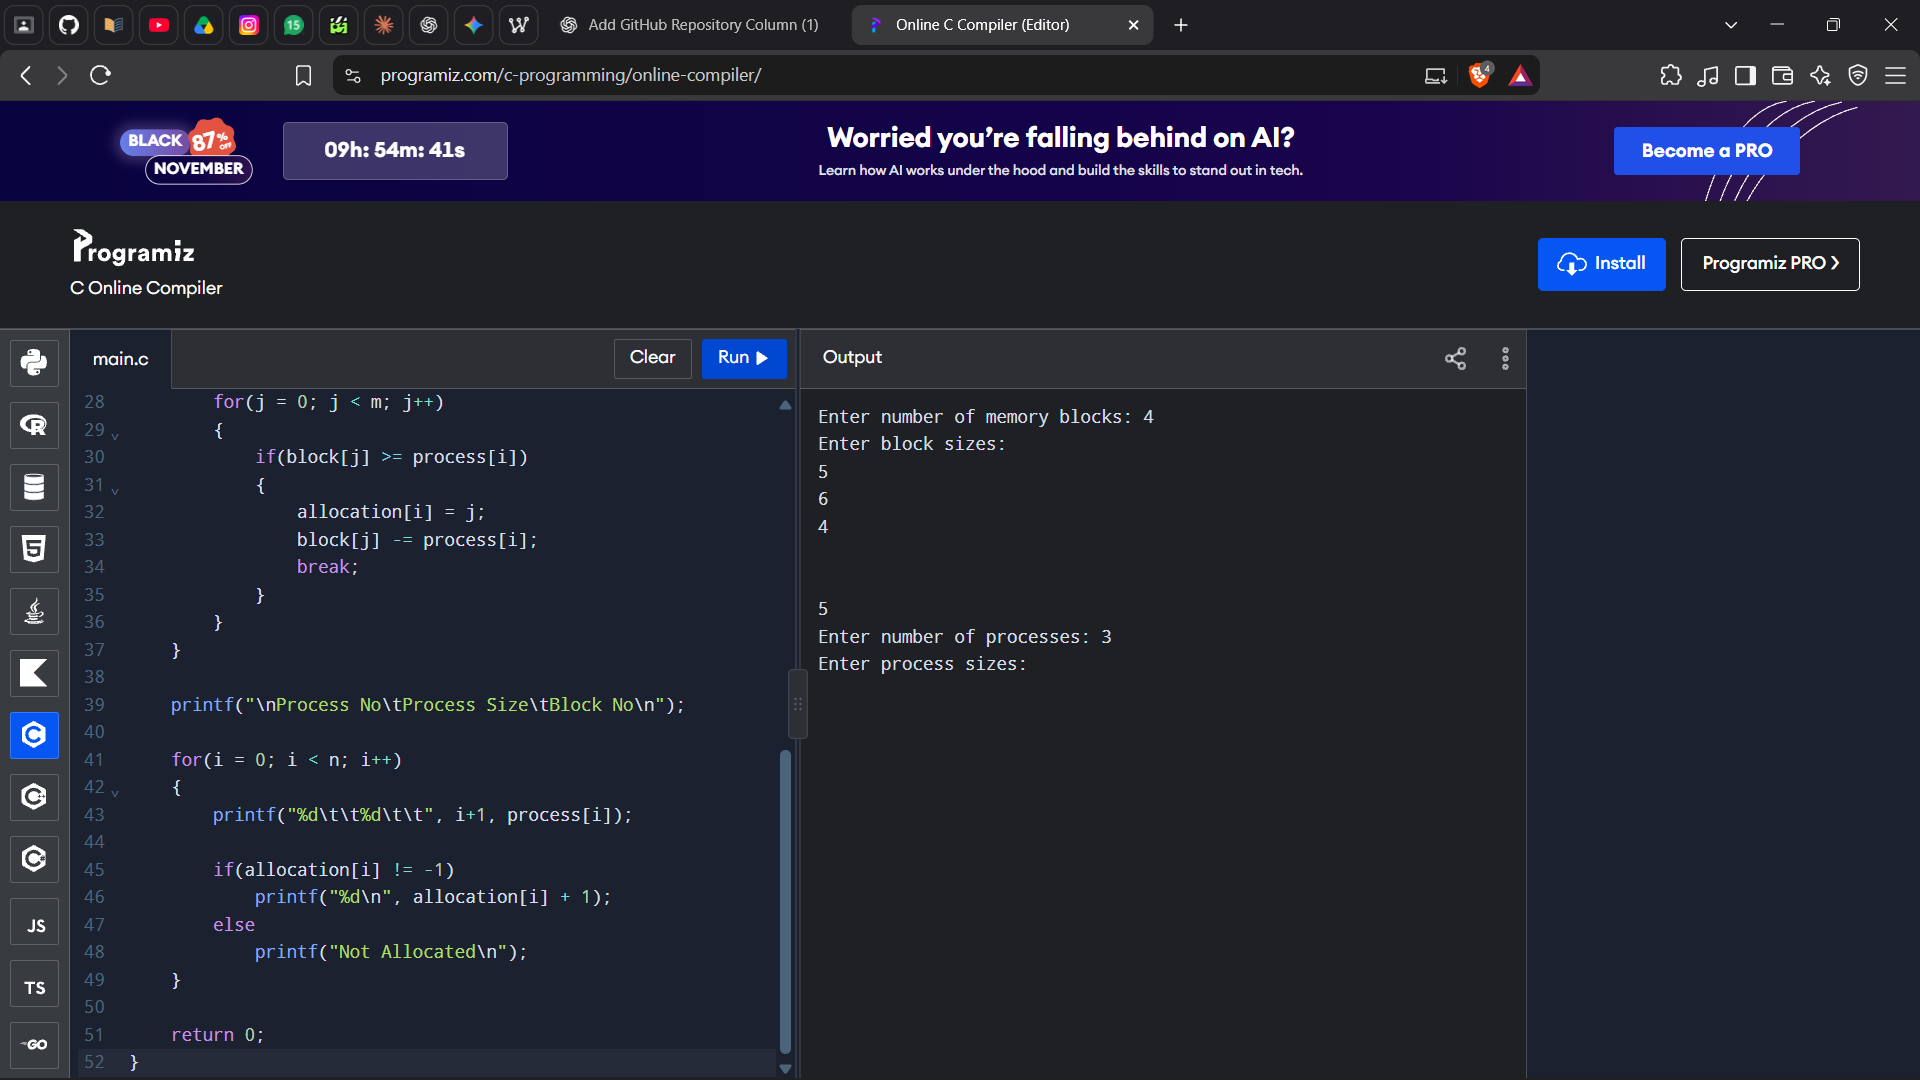 15
Add GitHub Repository Column (1)
Online C Compiler (Editor)
programiz.com/c-programming/online-compiler/
4
BLACK
87% OFF
NOVEMBER
09h: 54m: 41s
Worried you’re falling behind on AI?
Learn how AI works under the hood and build the skills to stand out in tech.
Become a PRO
Programiz
C Online Compiler
Install
Programiz PRO
main.c
Clear
Run
Output
28 for(j = 0; j < m; j++)
29 {
30 if(block[j] >= process[i])
31 {
32 allocation[i] = j;
33 block[j] -= process[i];
34 break;
35 }
36 }
37 }
38
39 printf("\nProcess No\tProcess Size\tBlock No\n");
40
41 for(i = 0; i < n; i++)
42 {
43 printf("%d\t\t%d\t\t", i+1, process[i]);
44
45 if(allocation[i] != -1)
46 printf("%d\n", allocation[i] + 1);
47 else
48 printf("Not Allocated\n");
49 }
50
51 return 0;
52 }
Enter number of memory blocks: 4
Enter block sizes:
5
6
4
5
Enter number of processes: 3
Enter process sizes:
JS
TS
GO